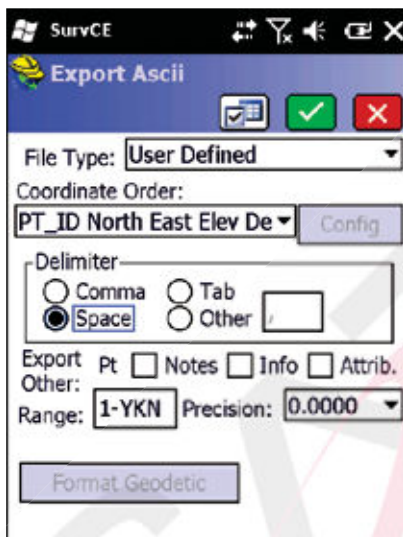 SurvCE
Export Ascii
File Type: User Defined
Coordinate Order:
PT_ID North East Elev De Config
Delimiter
Comma Tab
Space Other ,
Export Other: Pt Notes Info Attrib.
Range: 1-YKN Precision: 0.0000
Format Geodetic